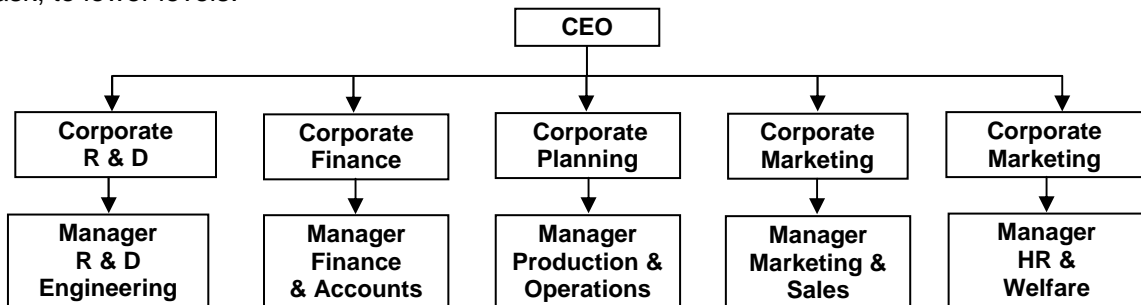 task, to lower levels.
CEO
Corporate
R & D
Corporate
Finance
Corporate
Planning
Corporate
Marketing
Corporate
Marketing
Manager
R & D
Engineering
Manager
Finance
& Accounts
Manager
Production &
Operations
Manager
Marketing &
Sales
Manager
HR &
Welfare